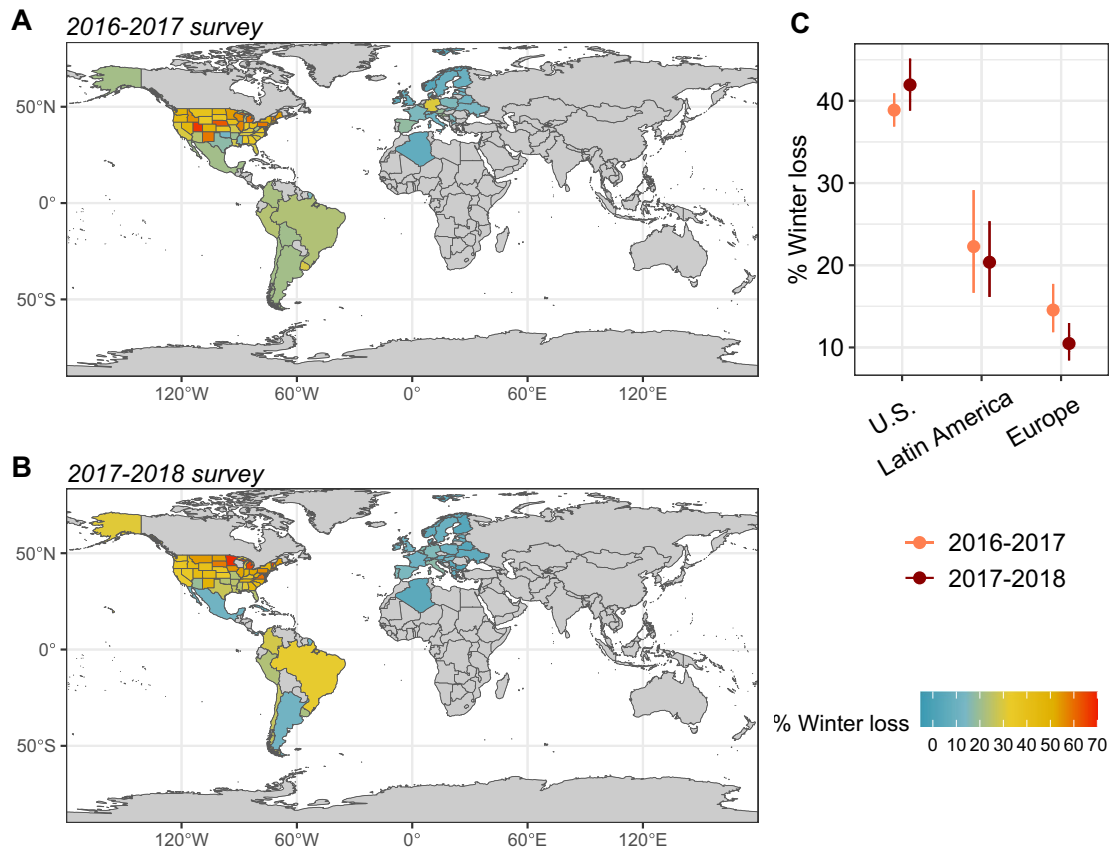 A
2016-2017 survey
50°N
0°
50°S
120°W 60°W 0° 60°E 120°E
B
2017-2018 survey
50°N
0°
50°S
120°W 60°W 0° 60°E 120°E
C
% Winter loss
40
30
20
10
U.S.
Latin America
Europe
2016-2017
2017-2018
% Winter loss
0 10 20 30 40 50 60 70